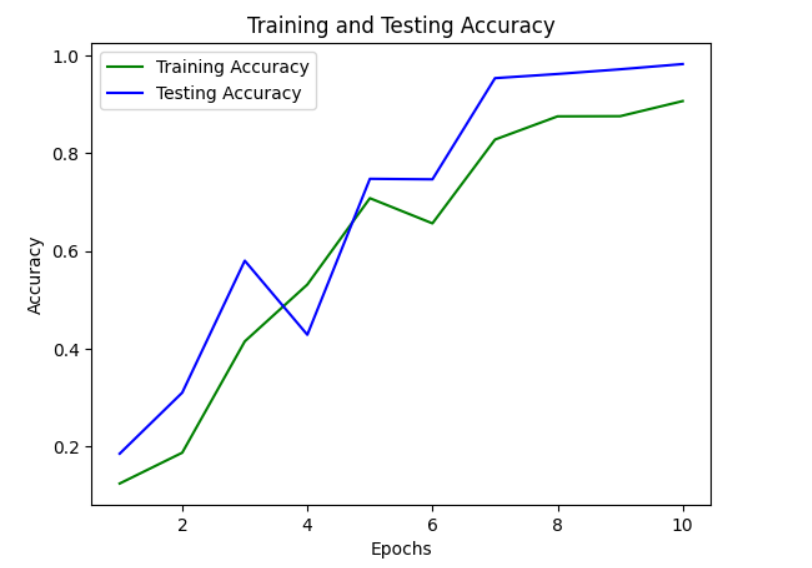 Training and Testing Accuracy
1.0
Training Accuracy
Testing Accuracy
0.8
0.6
Accuracy
0.4
0.2
2 4 6 8 10
Epochs